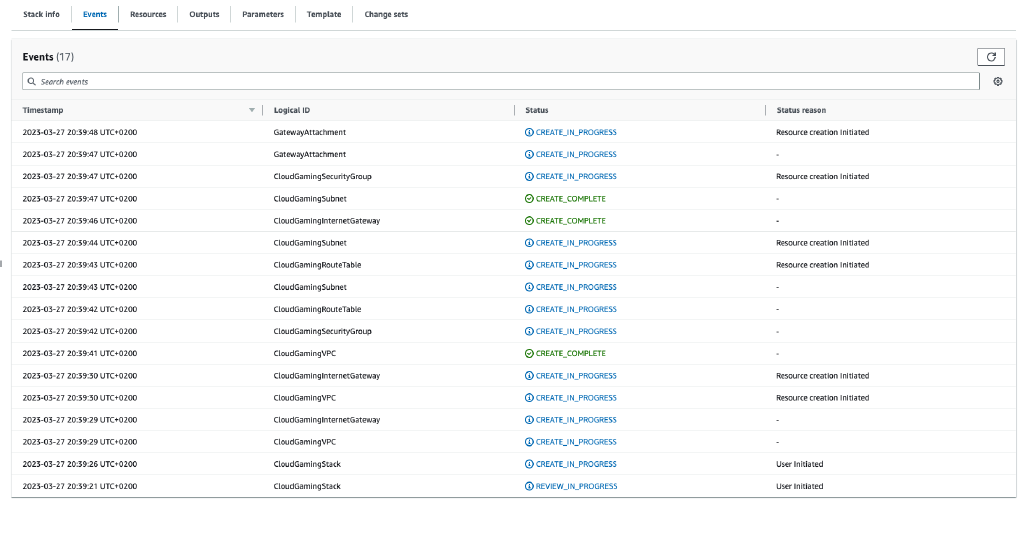 Stack info Events Resources Outputs Parameters Template Change sets
Events (17)
Search events
Timestamp Logical ID Status Status reason
2023-03-27 20:39:48 UTC+0200 GatewayAttachment CREATE_IN_PROGRESS Resource creation Initiated
2023-03-27 20:39:47 UTC+0200 GatewayAttachment CREATE_IN_PROGRESS -
2023-03-27 20:39:47 UTC+0200 CloudGamingSecurityGroup CREATE_IN_PROGRESS Resource creation Initiated
2023-03-27 20:39:47 UTC+0200 CloudGamingSubnet CREATE_COMPLETE -
2023-03-27 20:39:46 UTC+0200 CloudGamingInternetGateway CREATE_COMPLETE -
2023-03-27 20:39:44 UTC+0200 CloudGamingSubnet CREATE_IN_PROGRESS Resource creation Initiated
2023-03-27 20:39:43 UTC+0200 CloudGamingRouteTable CREATE_IN_PROGRESS Resource creation Initiated
2023-03-27 20:39:43 UTC+0200 CloudGamingSubnet CREATE_IN_PROGRESS -
2023-03-27 20:39:42 UTC+0200 CloudGamingRouteTable CREATE_IN_PROGRESS -
2023-03-27 20:39:42 UTC+0200 CloudGamingSecurityGroup CREATE_IN_PROGRESS -
2023-03-27 20:39:41 UTC+0200 CloudGamingVPC CREATE_COMPLETE -
2023-03-27 20:39:30 UTC+0200 CloudGamingInternetGateway CREATE_IN_PROGRESS Resource creation Initiated
2023-03-27 20:39:30 UTC+0200 CloudGamingVPC CREATE_IN_PROGRESS Resource creation Initiated
2023-03-27 20:39:29 UTC+0200 CloudGamingInternetGateway CREATE_IN_PROGRESS -
2023-03-27 20:39:29 UTC+0200 CloudGamingVPC CREATE_IN_PROGRESS -
2023-03-27 20:39:26 UTC+0200 CloudGamingStack CREATE_IN_PROGRESS User Initiated
2023-03-27 20:39:21 UTC+0200 CloudGamingStack REVIEW_IN_PROGRESS User Initiated